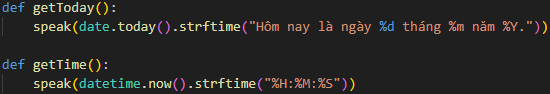 def getToday():
    speak(date.today().strftime("Hôm nay là ngày %d tháng %m năm %Y."))
def getTime():
    speak(datetime.now().strftime("%H:%M:%S"))